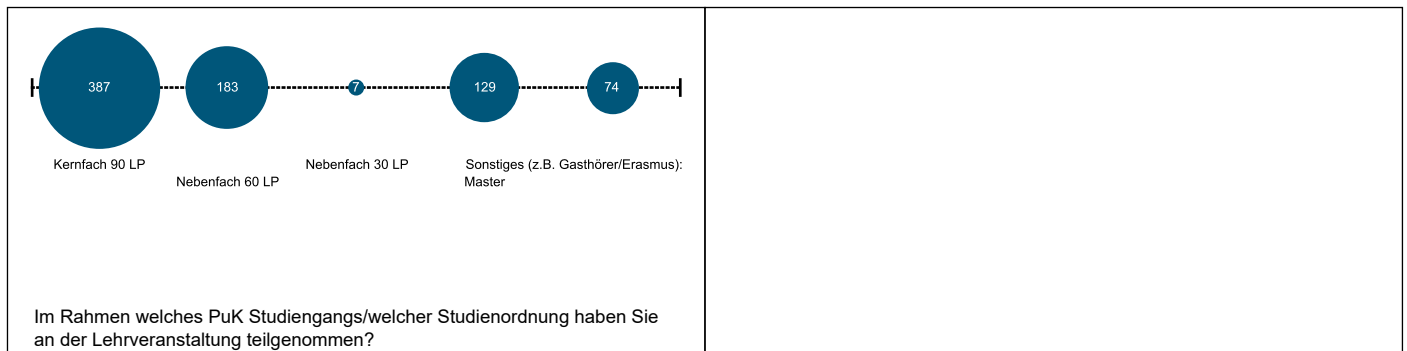 387
183
7
129
74
Kernfach 90 LP
Nebenfach 60 LP
Nebenfach 30 LP
Master
Sonstiges (z.B. Gasthörer/Erasmus):
Im Rahmen welches PuK Studiengangs/welcher Studienordnung haben Sie
an der Lehrveranstaltung teilgenommen?